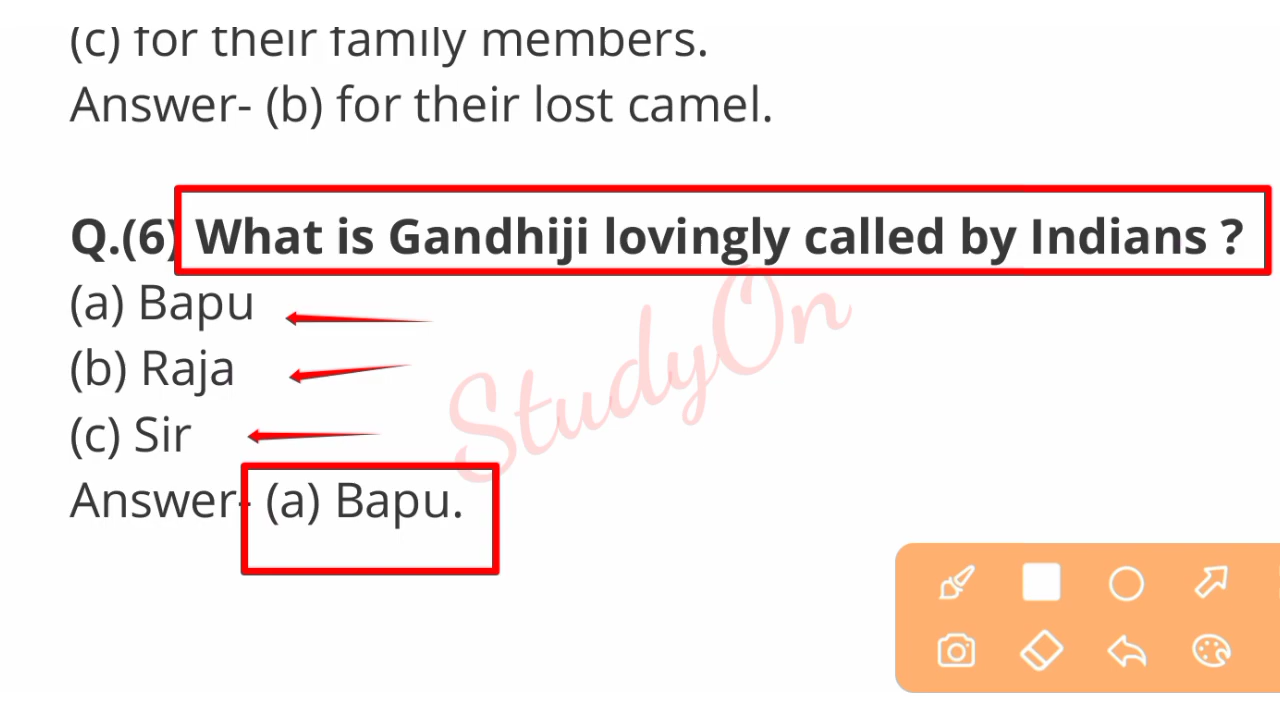 (c) for their family members.
Answer- (b) for their lost camel.
Q.(6) What is Gandhiji lovingly called by Indians ?
(a) Bapu
(b) Raja
(c) Sir
Answer- (a) Bapu.
StudyOn